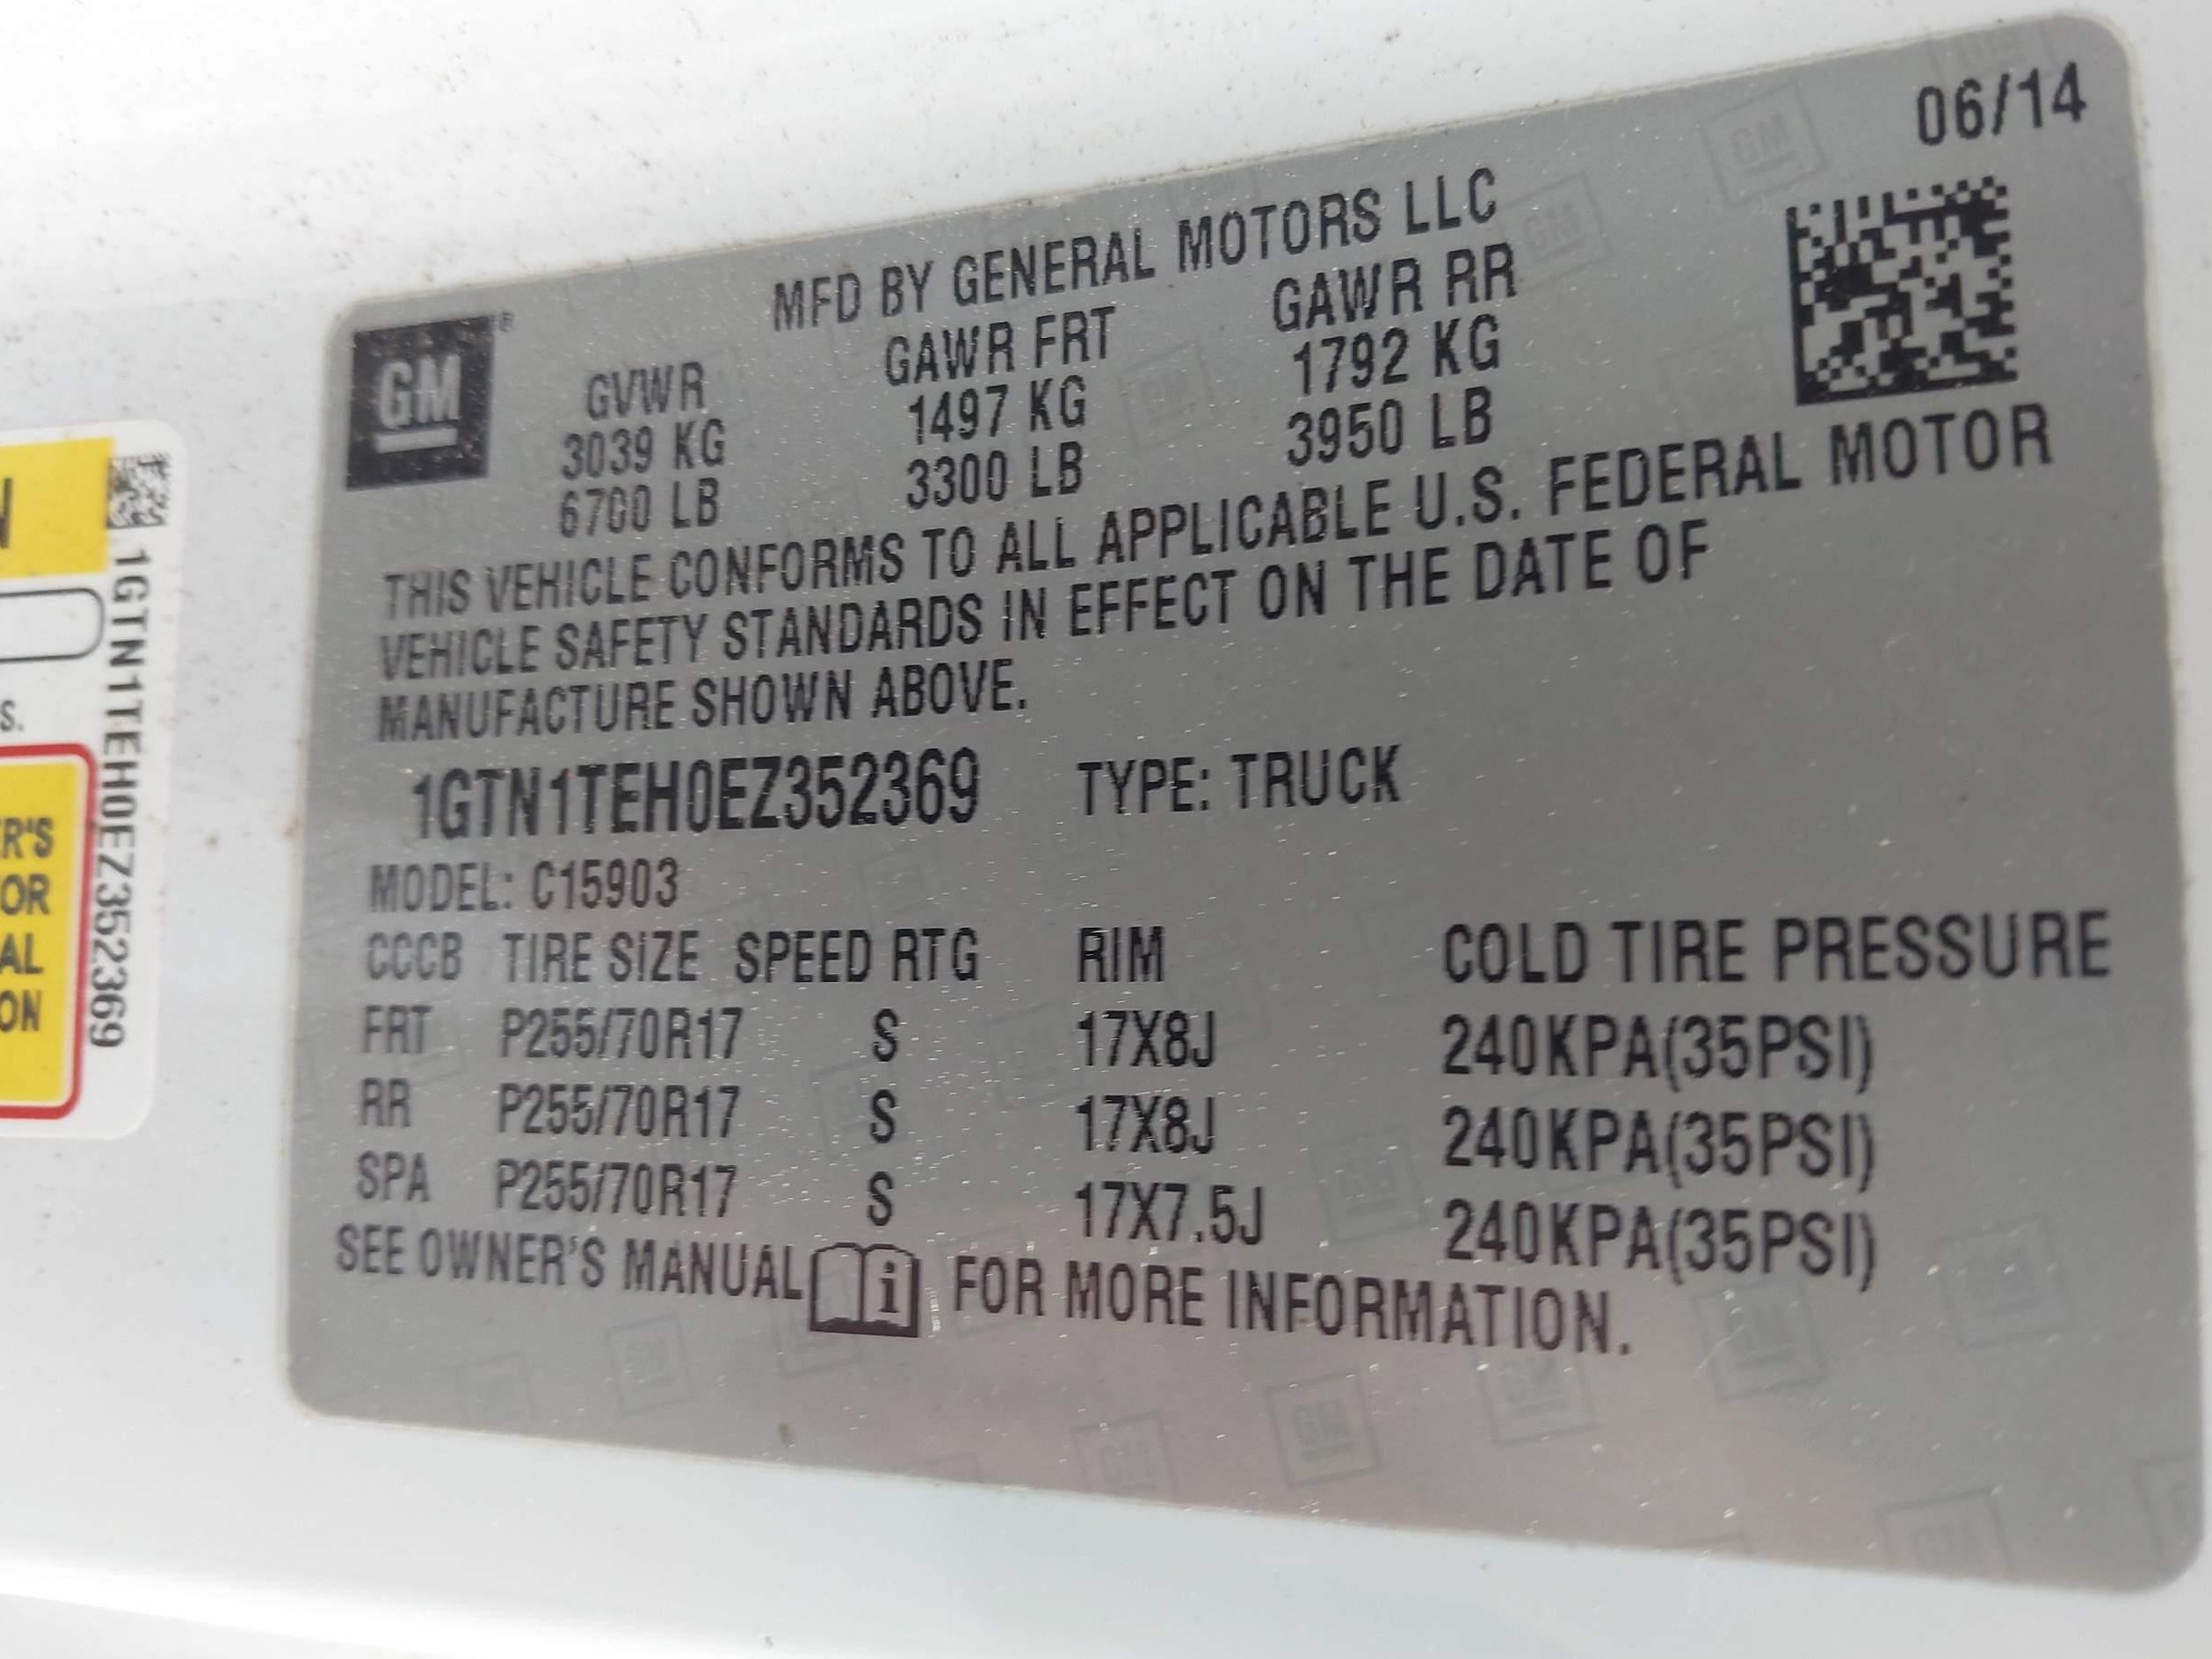 06/14
MFD BY GENERAL MOTORS LLC
GM
GVWR GAWR FRT GAWR RR
3039 KG 1497 KG 1792 KG
6700 LB 3300 LB 3950 LB
THIS VEHICLE CONFORMS TO ALL APPLICABLE U.S. FEDERAL MOTOR
VEHICLE SAFETY STANDARDS IN EFFECT ON THE DATE OF
MANUFACTURE SHOWN ABOVE.
1GTN1TEH0EZ352369 TYPE: TRUCK
MODEL: C15903
CCCB TIRE SIZE SPEED RTG RIM COLD TIRE PRESSURE
FRT P255/70R17 S 17X8J 240KPA(35PSI)
RR P255/70R17 S 17X8J 240KPA(35PSI)
SPA P255/70R17 S 17X7.5J 240KPA(35PSI)
SEE OWNER'S MANUAL i FOR MORE INFORMATION.
1GTN1TEH0EZ352369
N
S.
R'S
OR
AL
ON